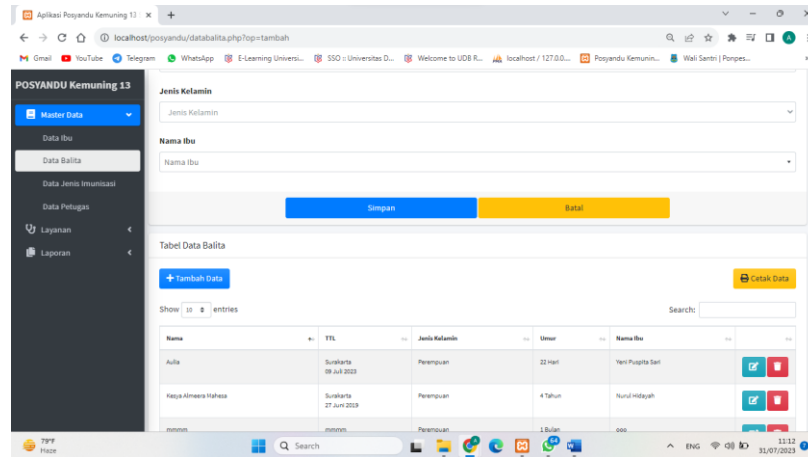 Aplikasi Posyandu Kemuning 13
localhost/posyandu/databalita.php?op=tambah
A
Gmail YouTube Telegram WhatsApp E-Learning Universi... SSO :: Universitas D... Welcome to UDB R... localhost / 127.0.0.... Posyandu Kemunin... Wali Santri | Ponpes...
POSYANDU Kemuning 13
Master Data
Data Ibu
Data Balita
Data Jenis Imunisasi
Data Petugas
Layanan
Laporan
Jenis Kelamin
Jenis Kelamin
Nama Ibu
Nama Ibu
Simpan Batal
Tabel Data Balita
+ Tambah Data Cetak Data
Show 10 entries Search:
Nama TTL Jenis Kelamin Umur Nama Ibu
Aulia Surakarta Perempuan 22 Hari Yeni Puspita Sari
09 Juli 2023
Kezya Almeera Mahesa Surakarta Perempuan 4 Tahun Nurul Hidayah
27 Juni 2019
mmmm mmmm Perempuan 1 Bulan ooo
79°F
Haze
Search
ENG
11:12
31/07/2023